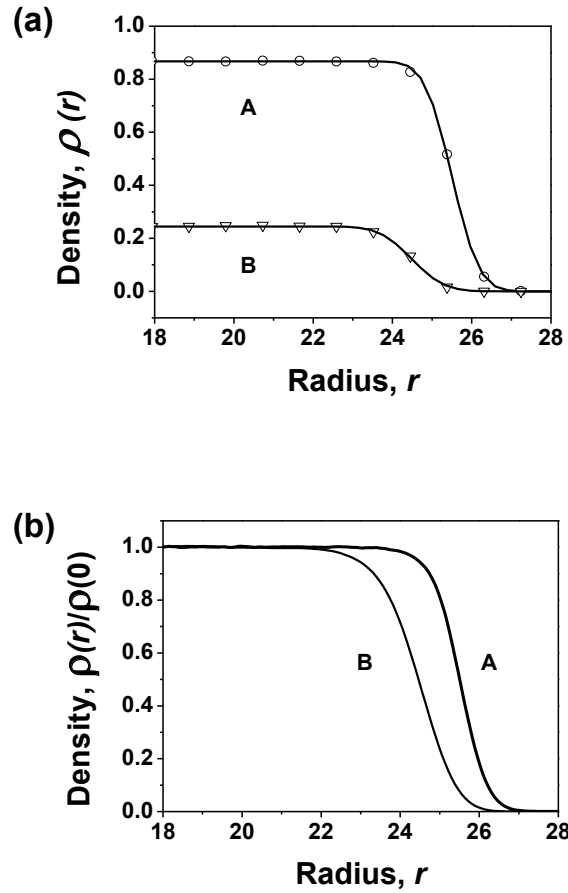 (a)
1.0
0.8
0.6
0.4
0.2
0.0
Density, ρ (r)
A
B
18 20 22 24 26 28
Radius, r
(b)
1.0
0.8
0.6
0.4
0.2
0.0
Density, ρ(r)/ρ(0)
B A
18 20 22 24 26 28
Radius, r